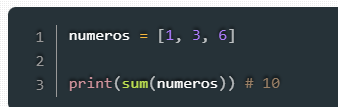 1 numeros = [1, 3, 6]
2
3 print(sum(numeros)) # 10